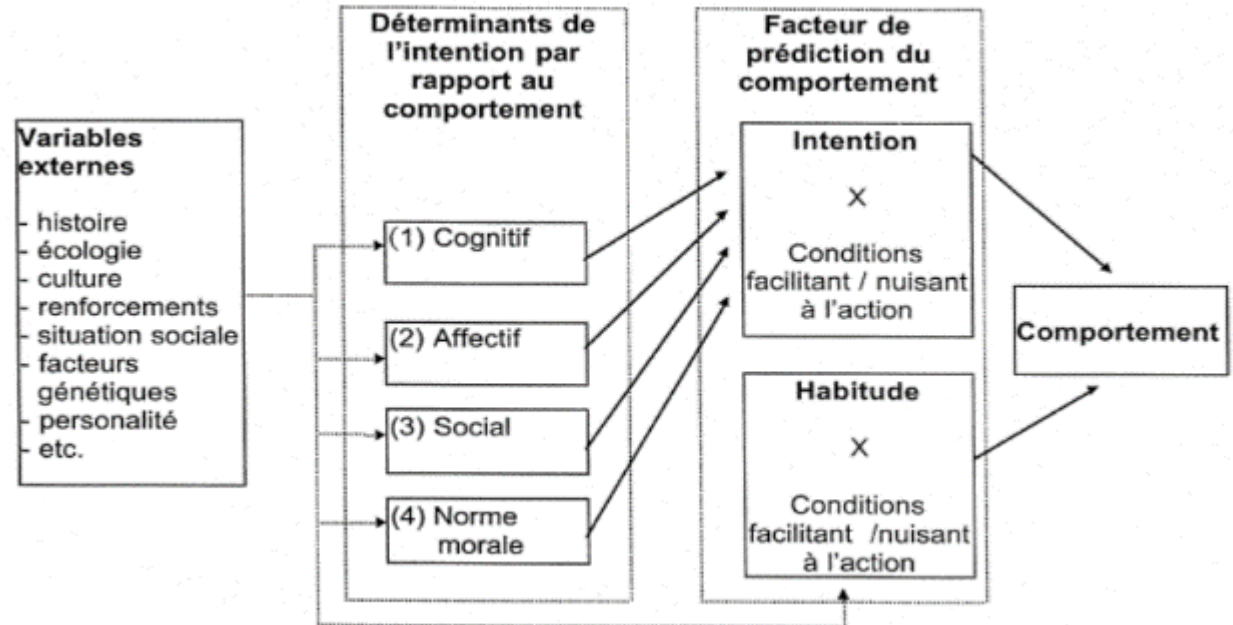 Déterminants de
l'intention par
rapport au
comportement
Facteur de
prédiction du
comportement
Variables
externes
- histoire
- écologie
- culture
- renforcements
- situation sociale
- facteurs
génétiques
- personalité
- etc.
(1) Cognitif
(2) Affectif
(3) Social
(4) Norme
morale
Intention
X
Conditions
facilitant / nuisant
à l'action
Habitude
X
Conditions
facilitant /nuisant
à l'action
Comportement